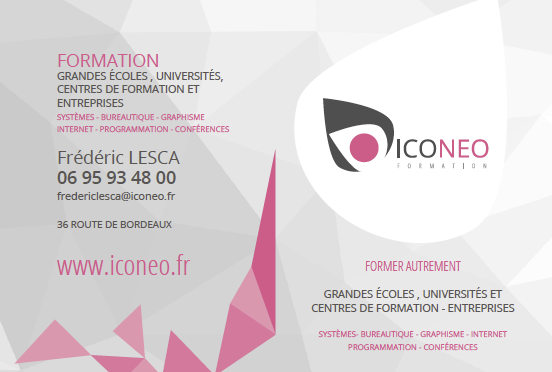 FORMATION
GRANDES ÉCOLES , UNIVERSITÉS,
CENTRES DE FORMATION ET
ENTREPRISES
SYSTÈMES - BUREAUTIQUE - GRAPHISME
INTERNET - PROGRAMMATION - CONFÉRENCES
Frédéric LESCA
06 95 93 48 00
fredericlesca@iconeo.fr
36 ROUTE DE BORDEAUX
www.iconeo.fr
ICONEO
FORMATION
FORMER AUTREMENT
GRANDES ÉCOLES , UNIVERSITÉS ET
CENTRES DE FORMATION - ENTREPRISES
SYSTÈMES- BUREAUTIQUE - GRAPHISME - INTERNET
PROGRAMMATION - CONFÉRENCES